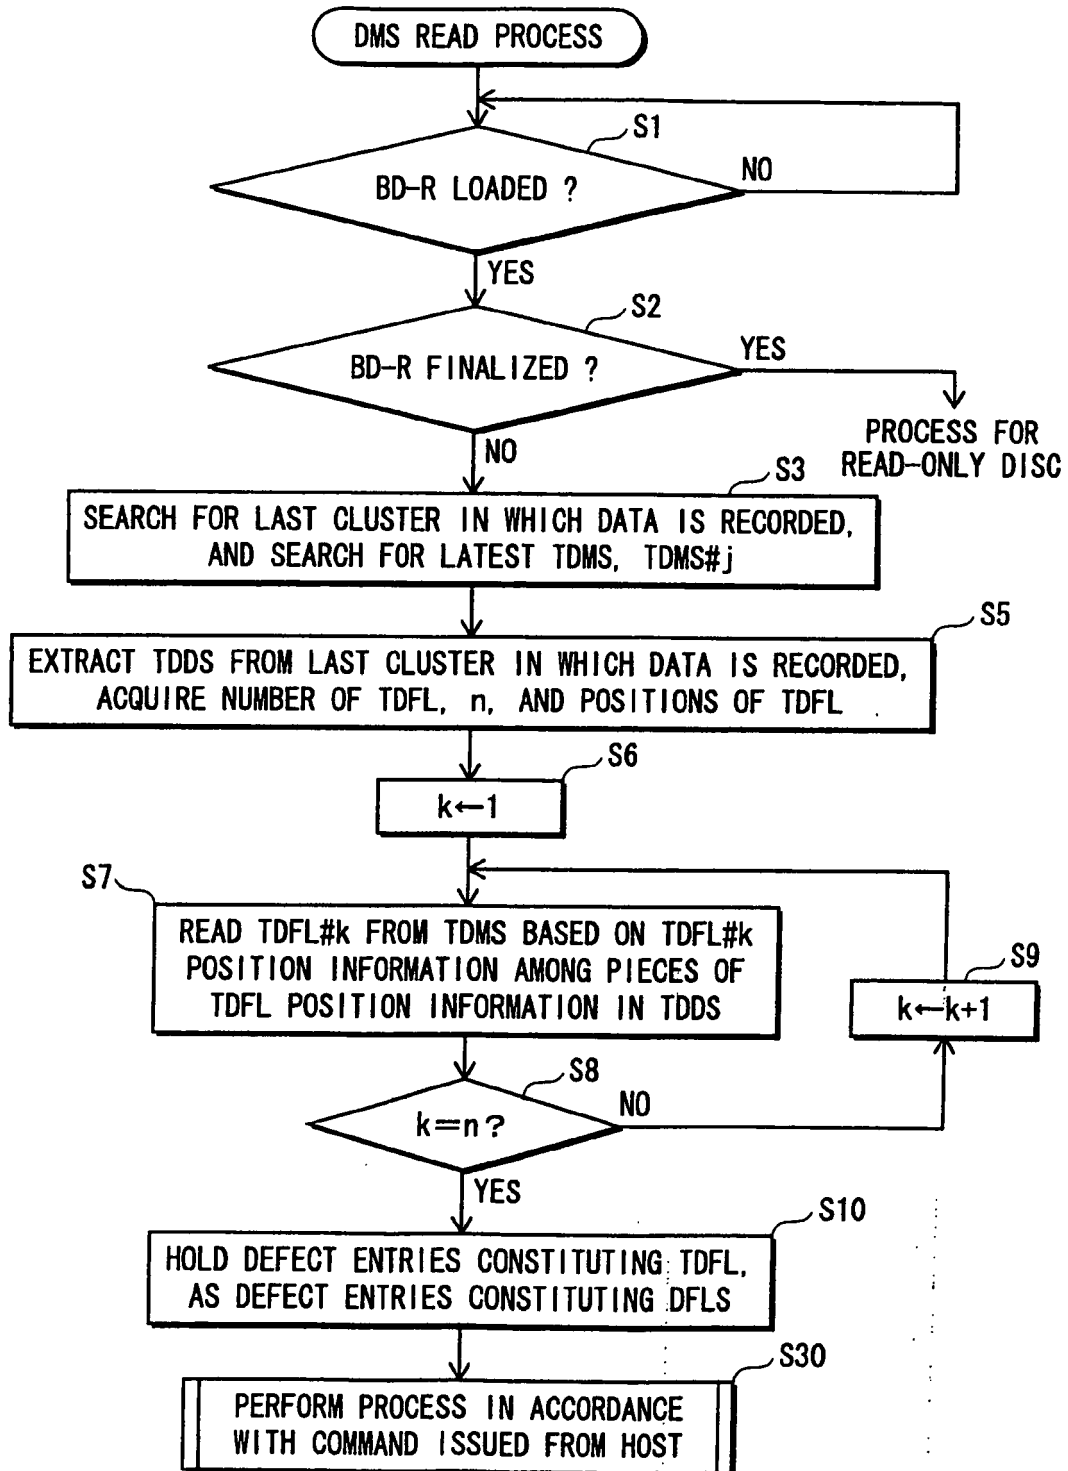 DMS READ PROCESS
S1
BD-R LOADED ?
NO
YES
S2
BD-R FINALIZED ?
YES
NO
PROCESS FOR
READ-ONLY DISC
S3
SEARCH FOR LAST CLUSTER IN WHICH DATA IS RECORDED,
AND SEARCH FOR LATEST TDMS, TDMS#j
S5
EXTRACT TDDS FROM LAST CLUSTER IN WHICH DATA IS RECORDED,
ACQUIRE NUMBER OF TDFL, n, AND POSITIONS OF TDFL
S6
k←1
S7
READ TDFL#k FROM TDMS BASED ON TDFL#k
POSITION INFORMATION AMONG PIECES OF
TDFL POSITION INFORMATION IN TDDS
S9
k←k+1
S8
k=n?
NO
YES
S10
HOLD DEFECT ENTRIES CONSTITUTING TDFL,
AS DEFECT ENTRIES CONSTITUTING DFLS
S30
PERFORM PROCESS IN ACCORDANCE
WITH COMMAND ISSUED FROM HOST